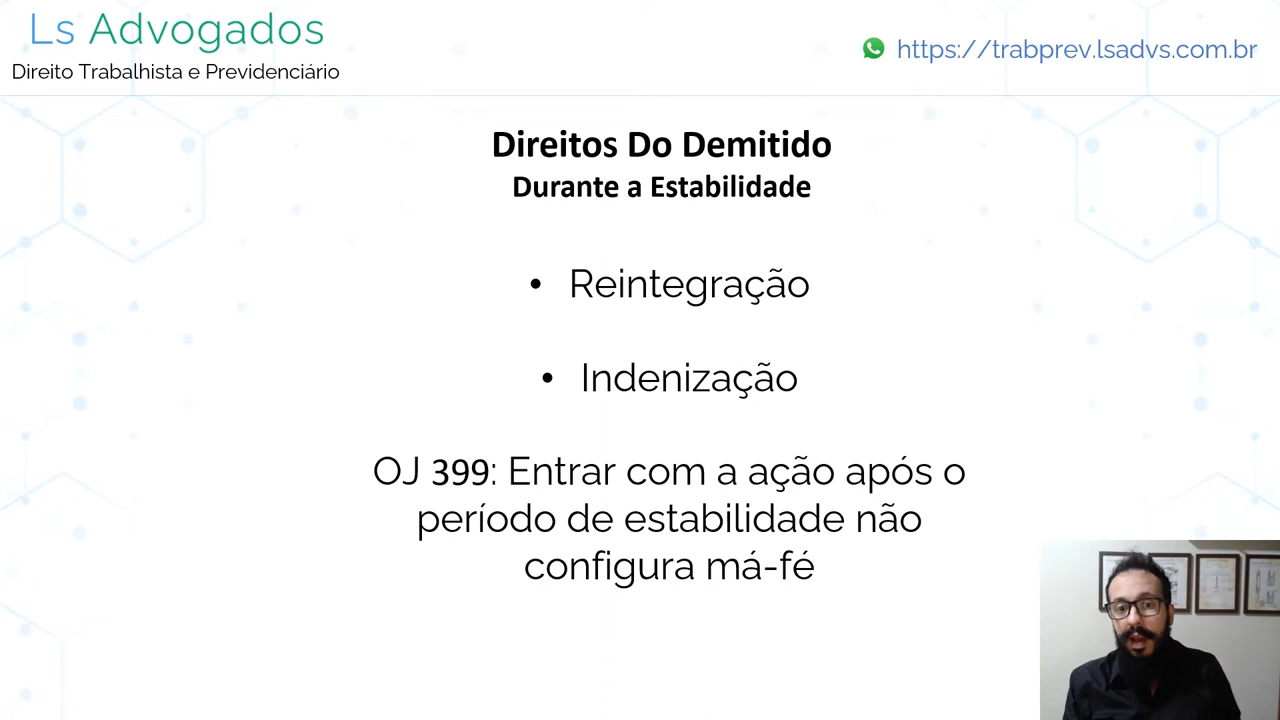 Ls Advogados
Direito Trabalhista e Previdenciário
https://trabprev.lsadvs.com.br
Direitos Do Demitido
Durante a Estabilidade
• Reintegração
• Indenização
OJ 399: Entrar com a ação após o
período de estabilidade não
configura má-fé